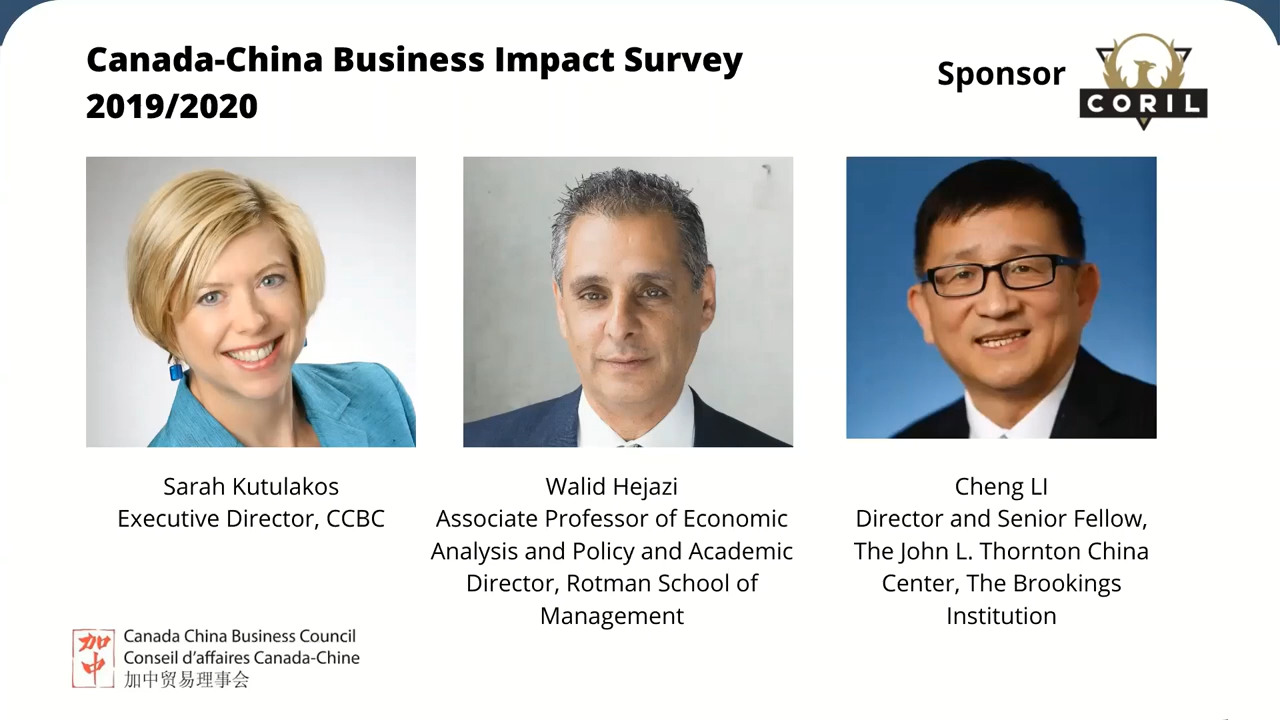 Canada-China Business Impact Survey
2019/2020
Sponsor
CORIL
Sarah Kutulakos
Executive Director, CCBC
Walid Hejazi
Associate Professor of Economic
Analysis and Policy and Academic
Director, Rotman School of
Management
Cheng LI
Director and Senior Fellow,
The John L. Thornton China
Center, The Brookings
Institution
加中
Canada China Business Council
Conseil d'affaires Canada-Chine
加中贸易理事会